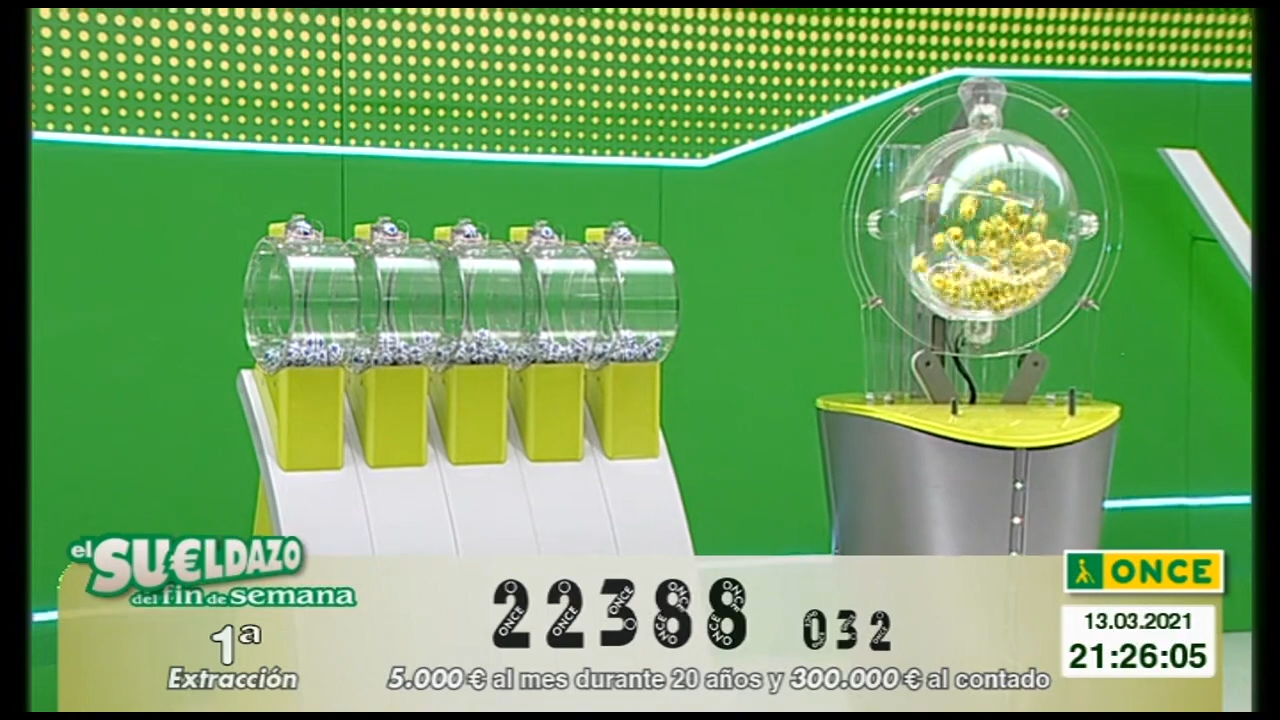 el SU€LDAZO
del fin de semana
1ª
Extracción
22388 032
5.000 € al mes durante 20 años y 300.000 € al contado
ONCE
13.03.2021
21:26:05